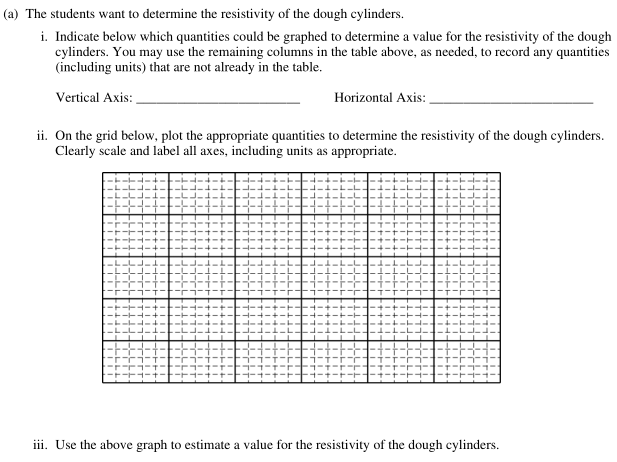 (a) The students want to determine the resistivity of the dough cylinders.
i. Indicate below which quantities could be graphed to determine a value for the resistivity of the dough
cylinders. You may use the remaining columns in the table above, as needed, to record any quantities
(including units) that are not already in the table.
Vertical Axis: ________________________ Horizontal Axis: ________________________
ii. On the grid below, plot the appropriate quantities to determine the resistivity of the dough cylinders.
Clearly scale and label all axes, including units as appropriate.
iii. Use the above graph to estimate a value for the resistivity of the dough cylinders.